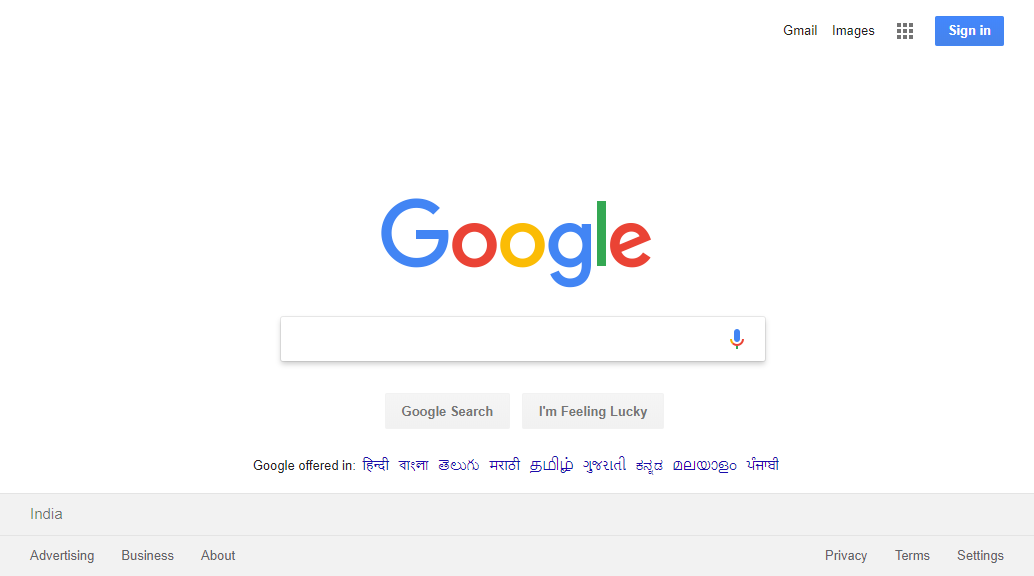 Gmail Images Sign in
Google
Google Search I'm Feeling Lucky
Google offered in: हिन्दी বাংলা తెలుగు मराठी தமிழ் ગુજરાતી ಕನ್ನಡ മലയാളം ਪੰਜਾਬੀ
India
Advertising Business About Privacy Terms Settings